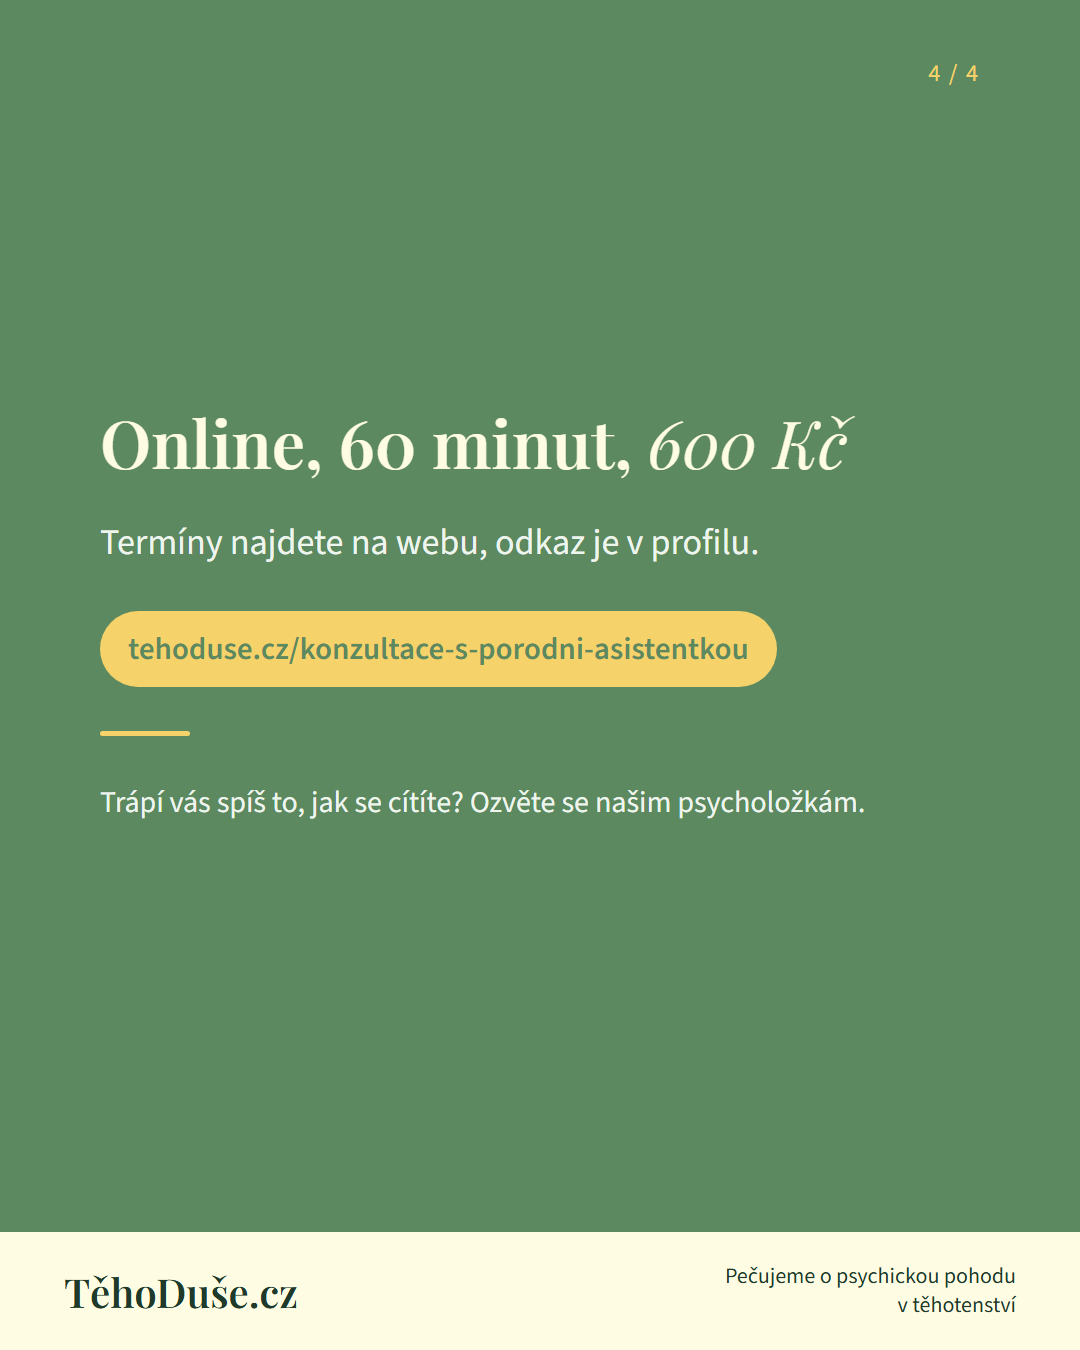 4 / 4
Online, 60 minut, 600 Kč
Termíny najdete na webu, odkaz je v profilu.
tehoduse.cz/konzultace-s-porodni-asistentkou
Trápí vás spíš to, jak se cítíte? Ozvěte se našim psycholožkám.
TěhoDuše.cz
Pečujeme o psychickou pohodu
v těhotenství